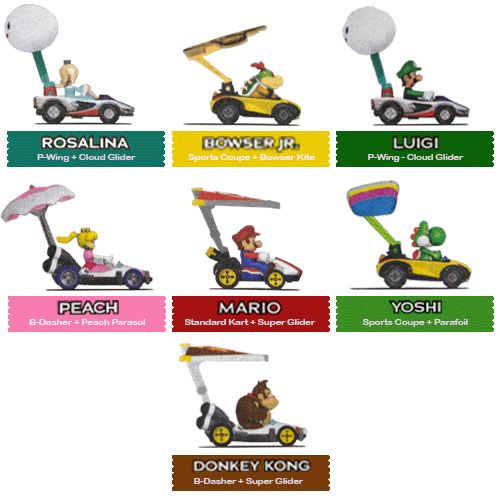 ROSALINA
P-Wing + Cloud Glider
BOWSER JR.
Sports Coupe + Bowser Kite
LUIGI
P-Wing - Cloud Glider
PEACH
B-Dasher + Peach Parasol
MARIO
Standard Kart + Super Glider
YOSHI
Sports Coupe + Parafoil
DONKEY KONG
B-Dasher + Super Glider